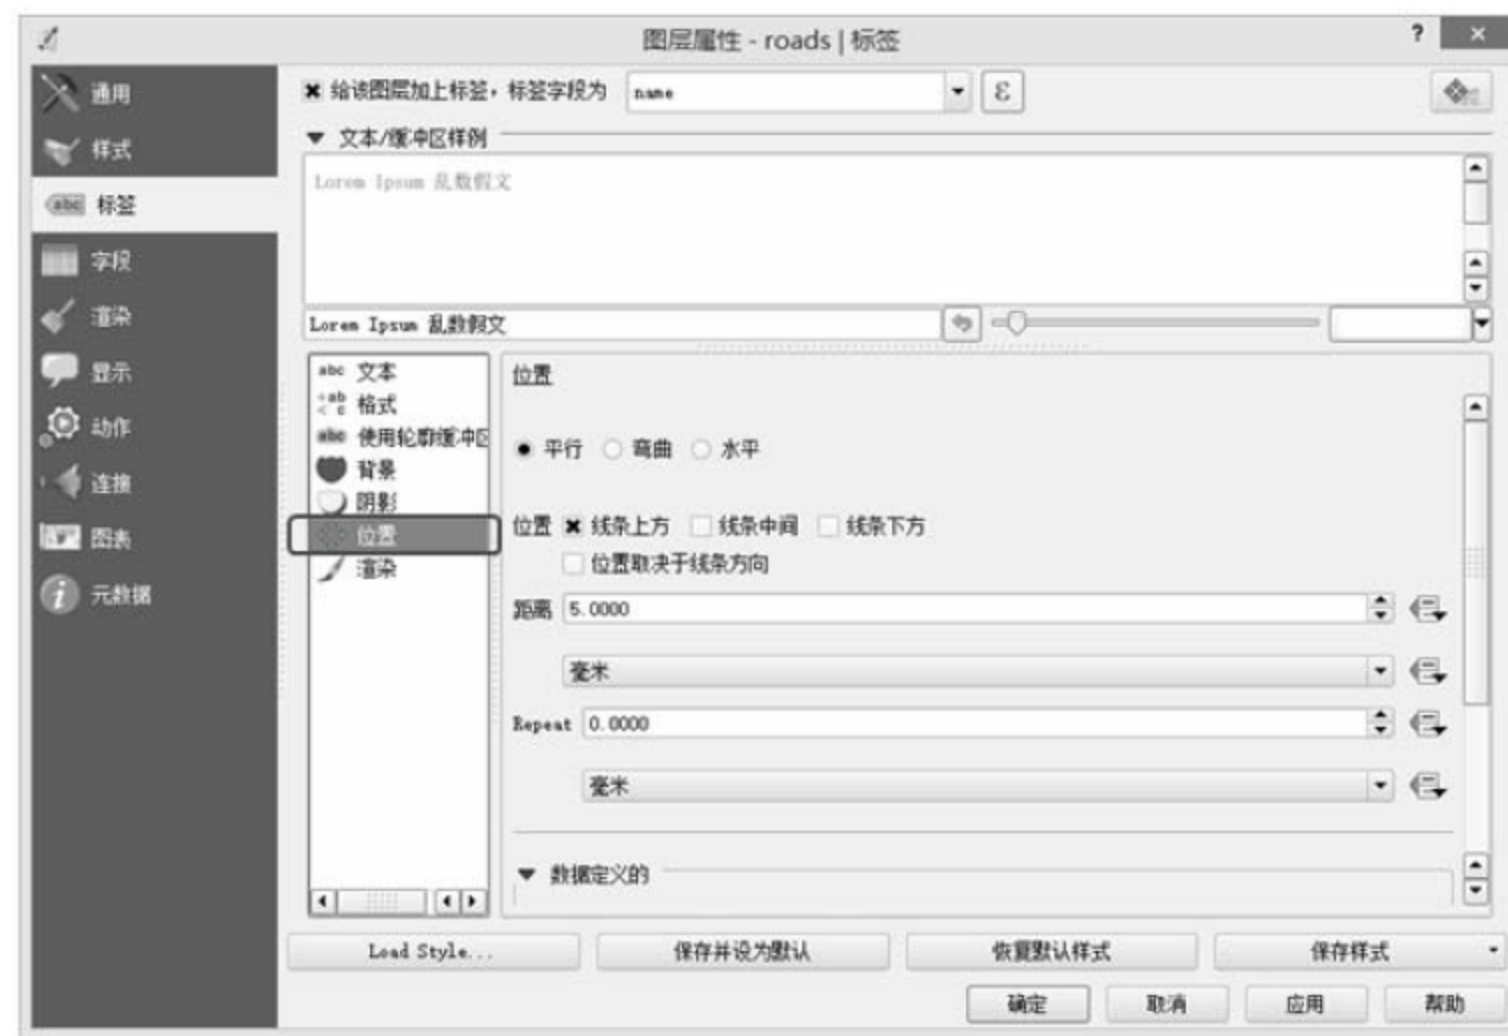 图层属性 - roads | 标签
? ×
通用
样式
abc 标签
字段
渲染
显示
动作
连接
图表
i 元数据
给该图层加上标签，标签字段为 name ε
文本/缓冲区样例
Lorem Ipsum 乱数假文
Lorem Ipsum 乱数假文
abc 文本
+ab < c 格式
abc 使用轮廓缓冲区
背景
阴影
位置
渲染
位置
平行 弯曲 水平
位置 线条上方 线条中间 线条下方
位置取决于线条方向
距离 5.0000
毫米
Repeat 0.0000
毫米
数据定义的
Load Style... 保存并设为默认 恢复默认样式 保存样式
确定 取消 应用 帮助